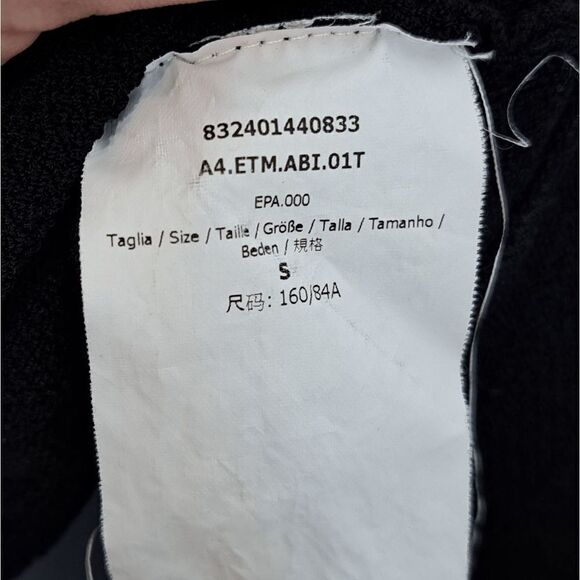 832401440833
A4.ETM.ABI.01T
EPA.000
Taglia / Size / Taille / Größe / Talla / Tamanho /
Beden / 規格
S
尺码: 160/84A